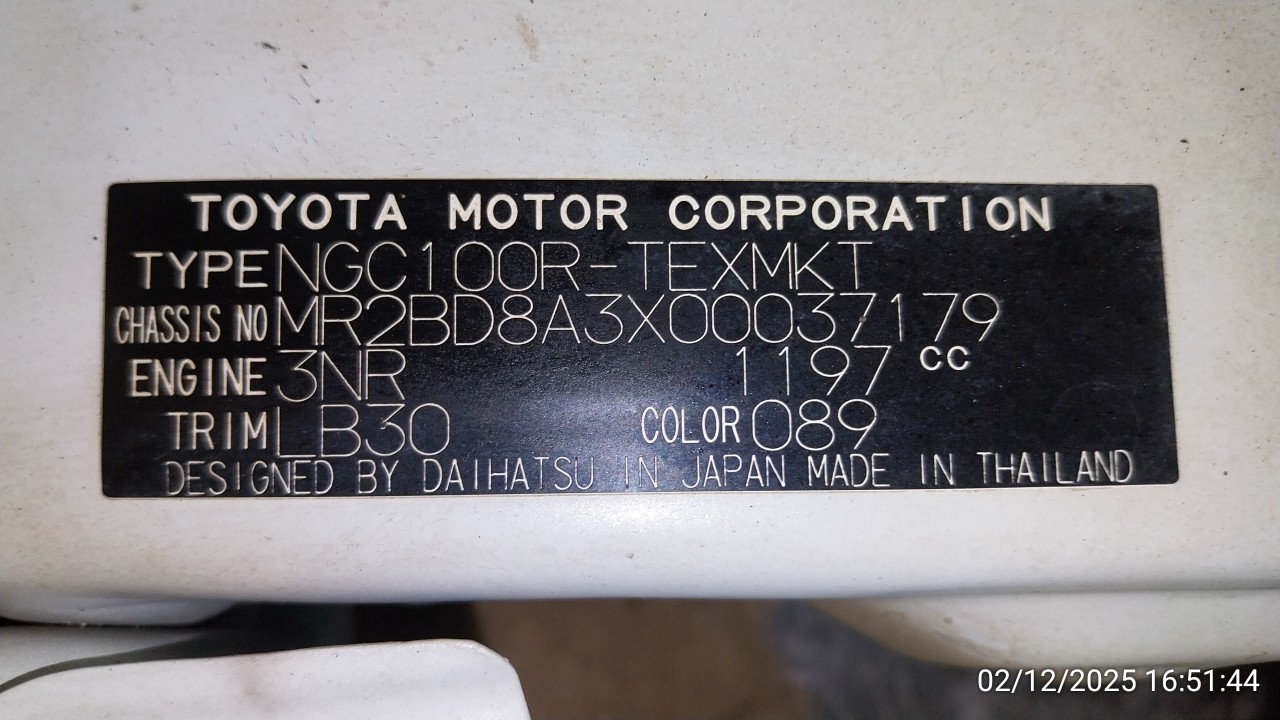 TOYOTA MOTOR CORPORATION
TYPE NGC100R-TEXMKT
CHASSIS NO MR2BD8A3X00037179
ENGINE 3NR 1197 CC
TRIM LB30 COLOR 089
DESIGNED BY DAIHATSU IN JAPAN MADE IN THAILAND
02/12/2025 16:51:44